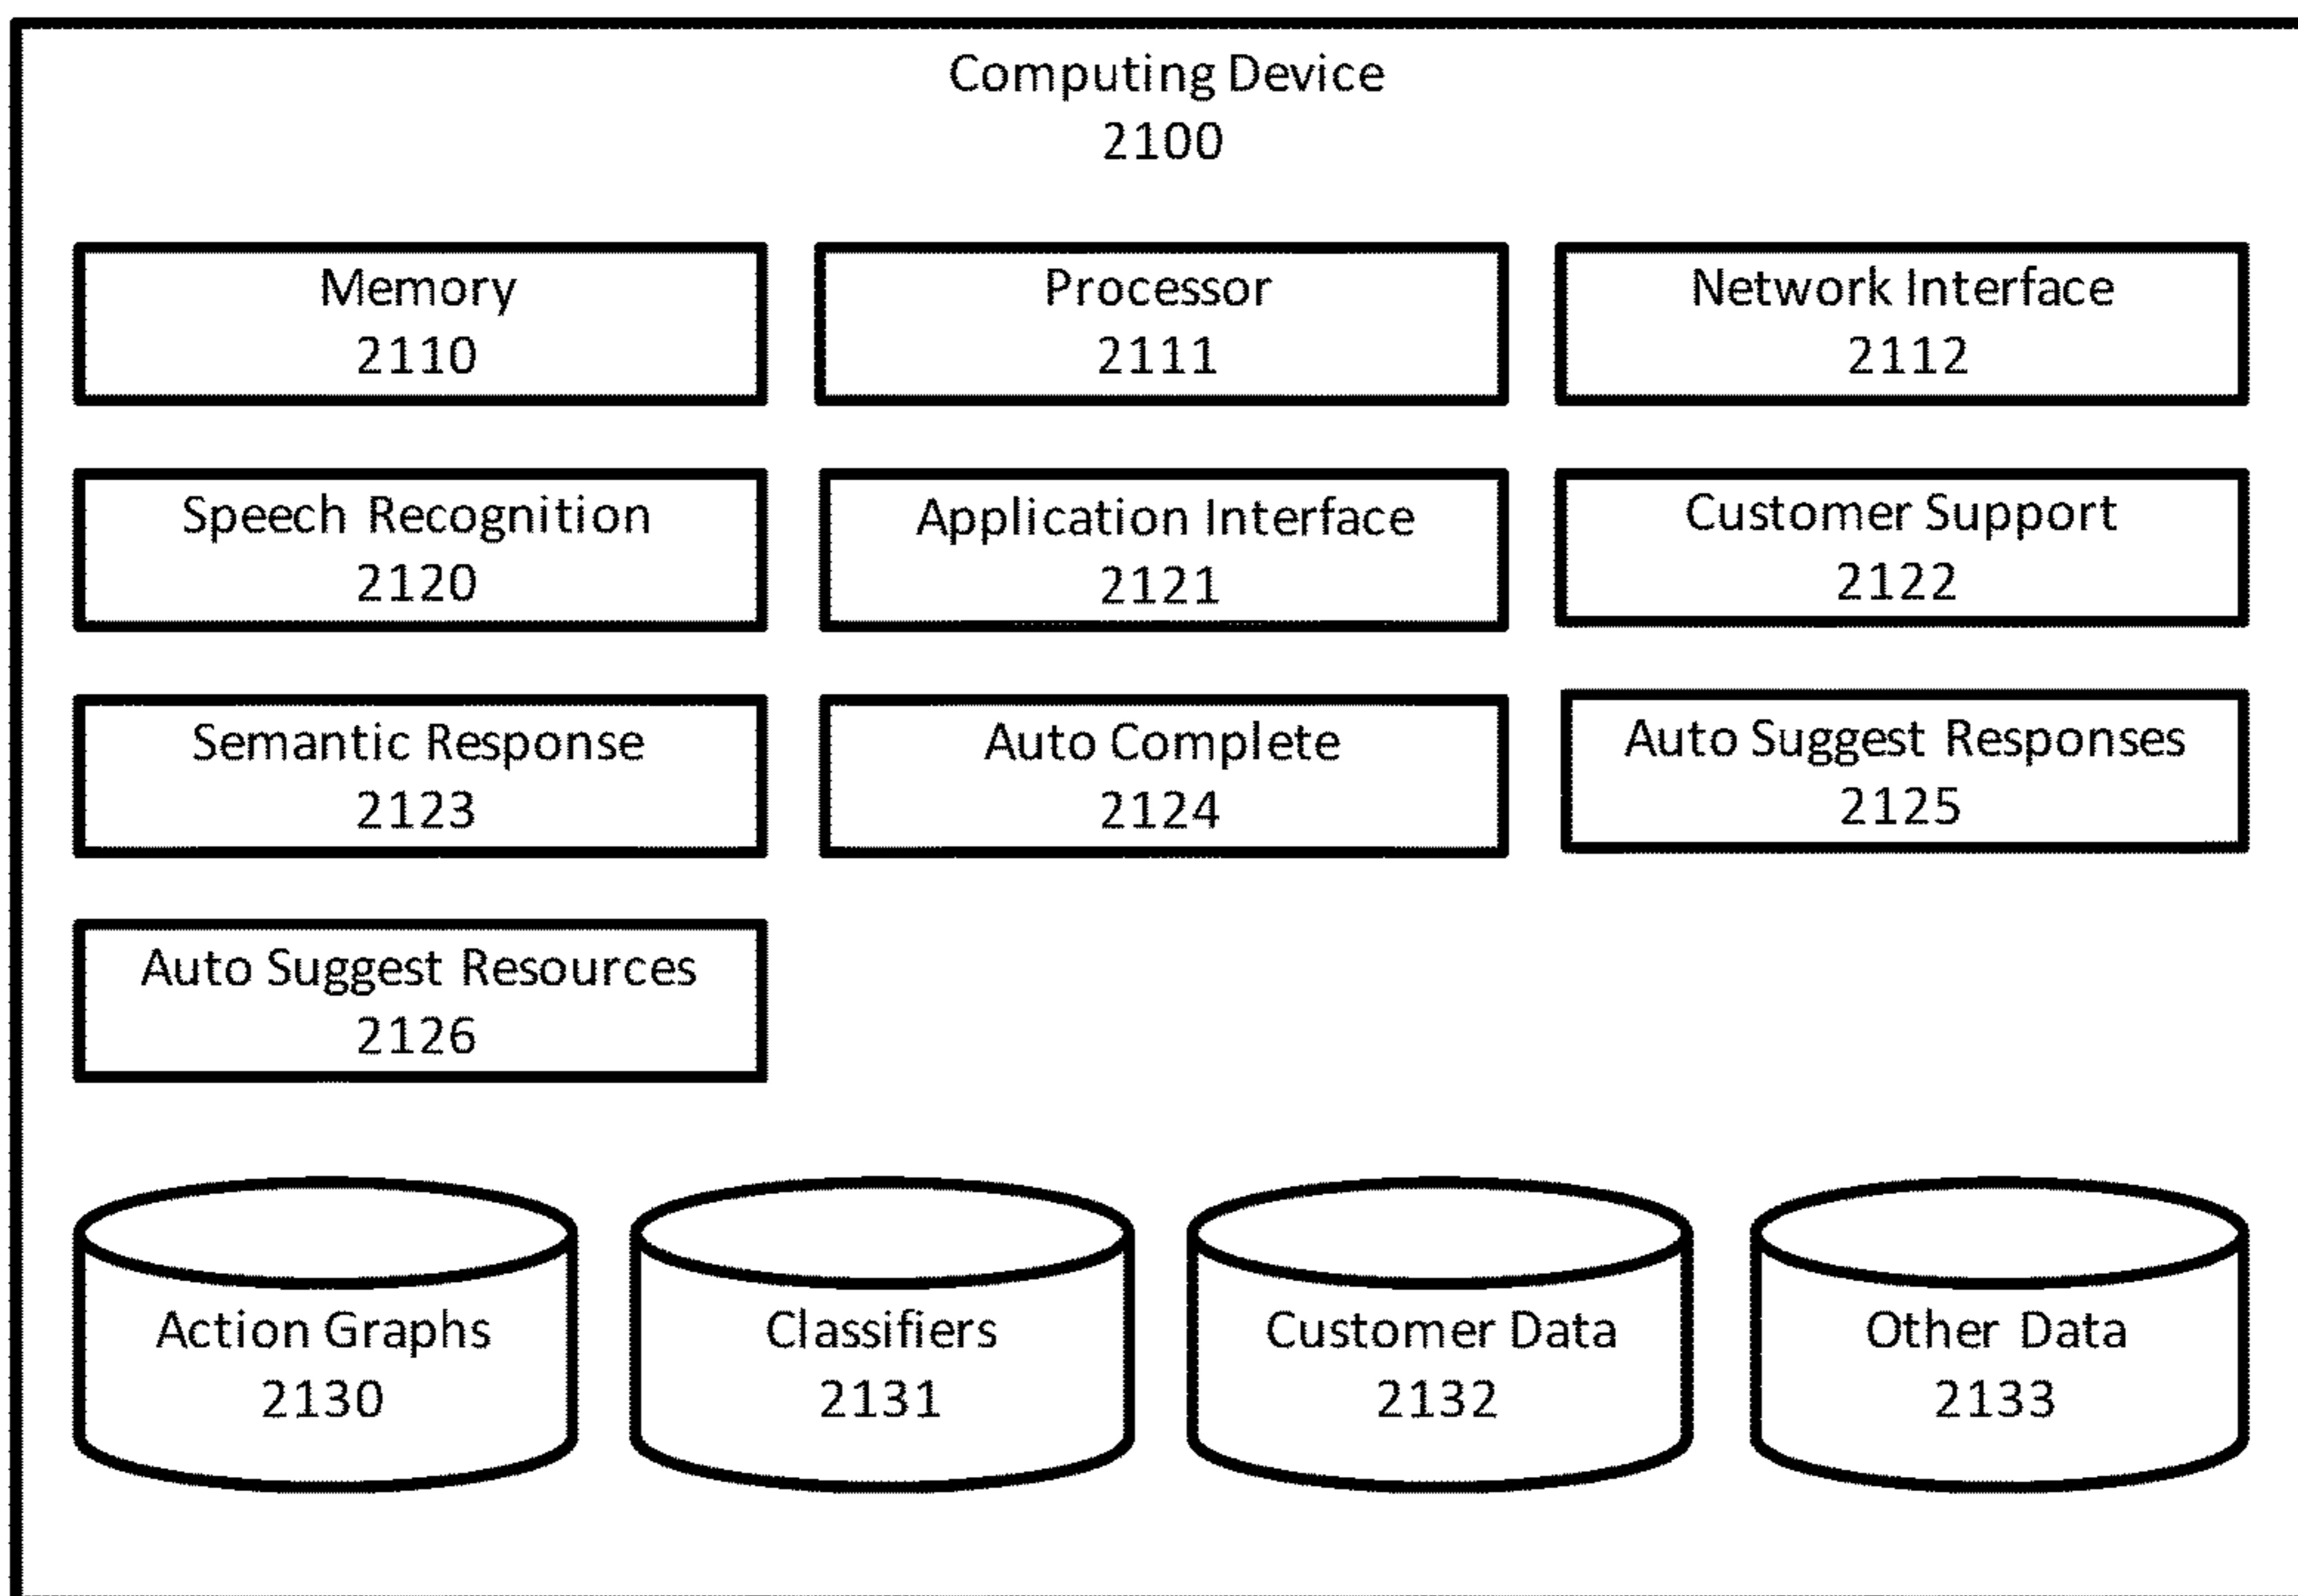 Computing Device
2100
Memory
2110
Processor
2111
Network Interface
2112
Speech Recognition
2120
Application Interface
2121
Customer Support
2122
Semantic Response
2123
Auto Complete
2124
Auto Suggest Responses
2125
Auto Suggest Resources
2126
Action Graphs
2130
Classifiers
2131
Customer Data
2132
Other Data
2133